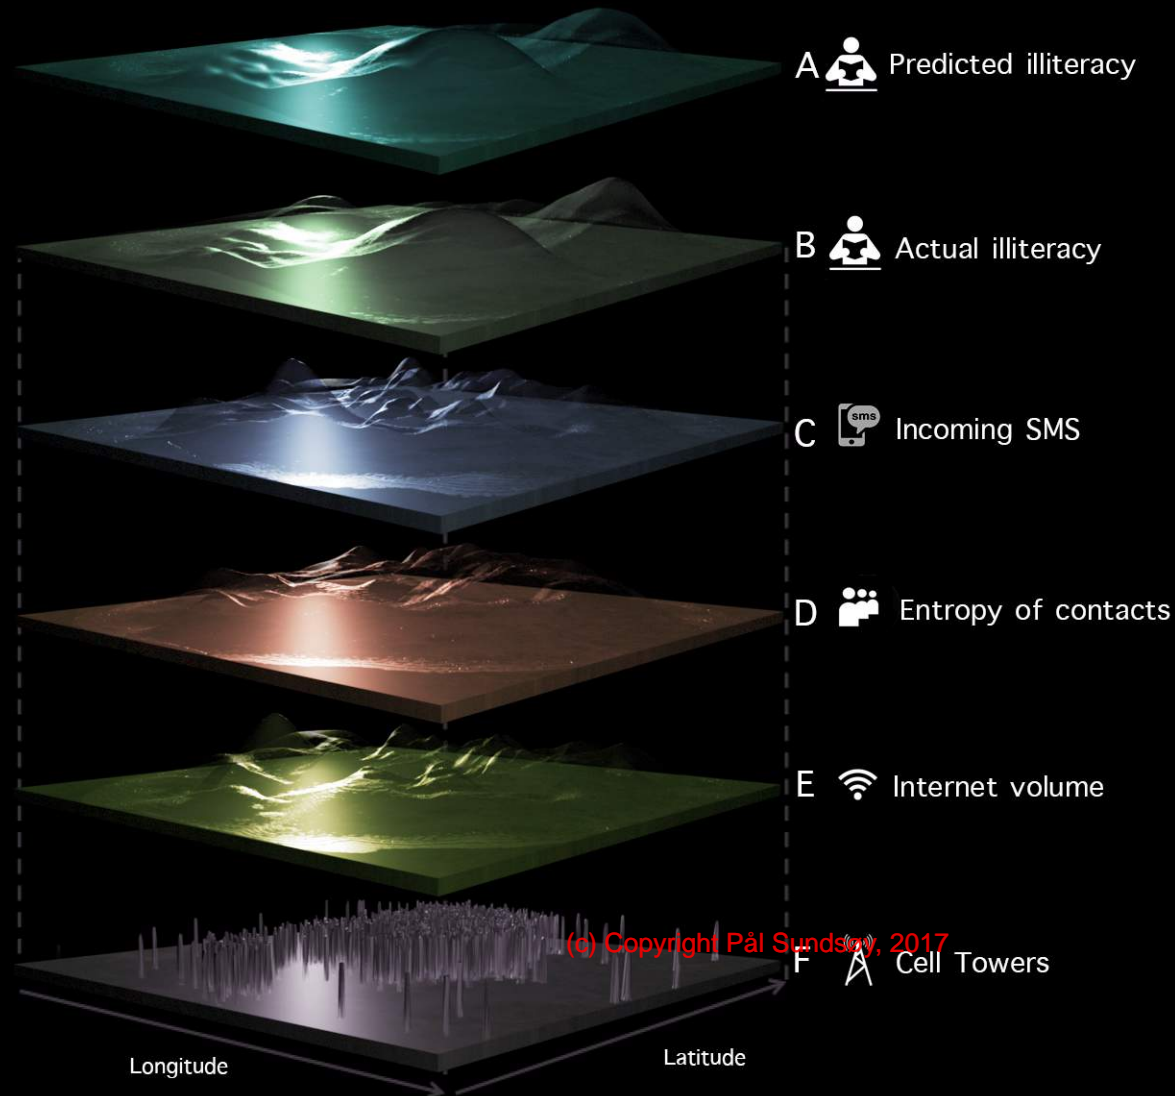 A Predicted illiteracy
B Actual illiteracy
sms
C Incoming SMS
D Entropy of contacts
E Internet volume
(c) Copyright Pål Sundsøy, 2017
F Cell Towers
Longitude
Latitude